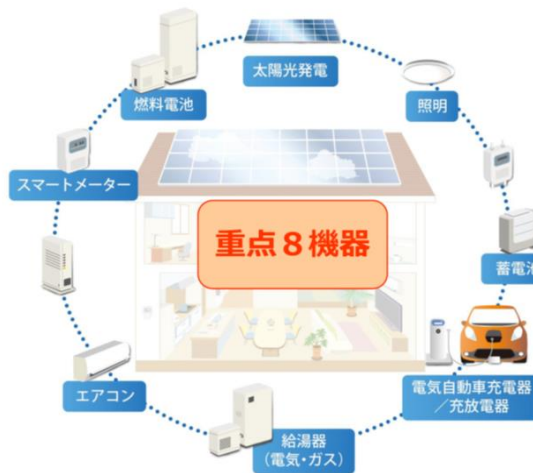 太陽光発電
燃料電池
照明
スマートメーター
重点８機器
蓄電池
エアコン
電気自動車充電器
／充放電器
給湯器
（電気・ガス）